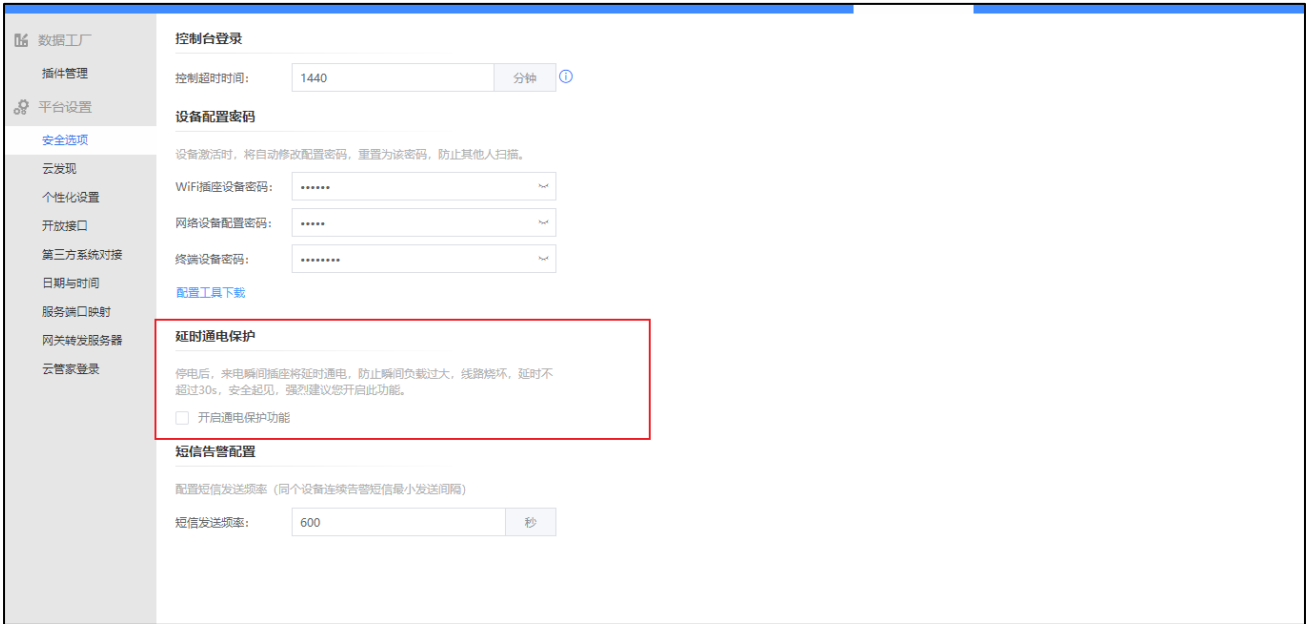 数据工厂
插件管理
平台设置
安全选项
云发现
个性化设置
开放接口
第三方系统对接
日期与时间
服务端口映射
网关转发服务器
云管家登录
控制台登录
控制超时时间：
1440
分钟
设备配置密码
设备激活时，将自动修改配置密码，重置为该密码，防止其他人扫描。
WiFi插座设备密码：
••••••
网络设备配置密码：
•••••
终端设备密码：
••••••••
配置工具下载
延时通电保护
停电后，来电瞬间插座将延时通电，防止瞬间负载过大，线路烧坏，延时不
超过30s，安全起见，强烈建议您开启此功能。
开启通电保护功能
短信告警配置
配置短信发送频率（同个设备连续告警短信最小发送间隔）
短信发送频率：
600
秒